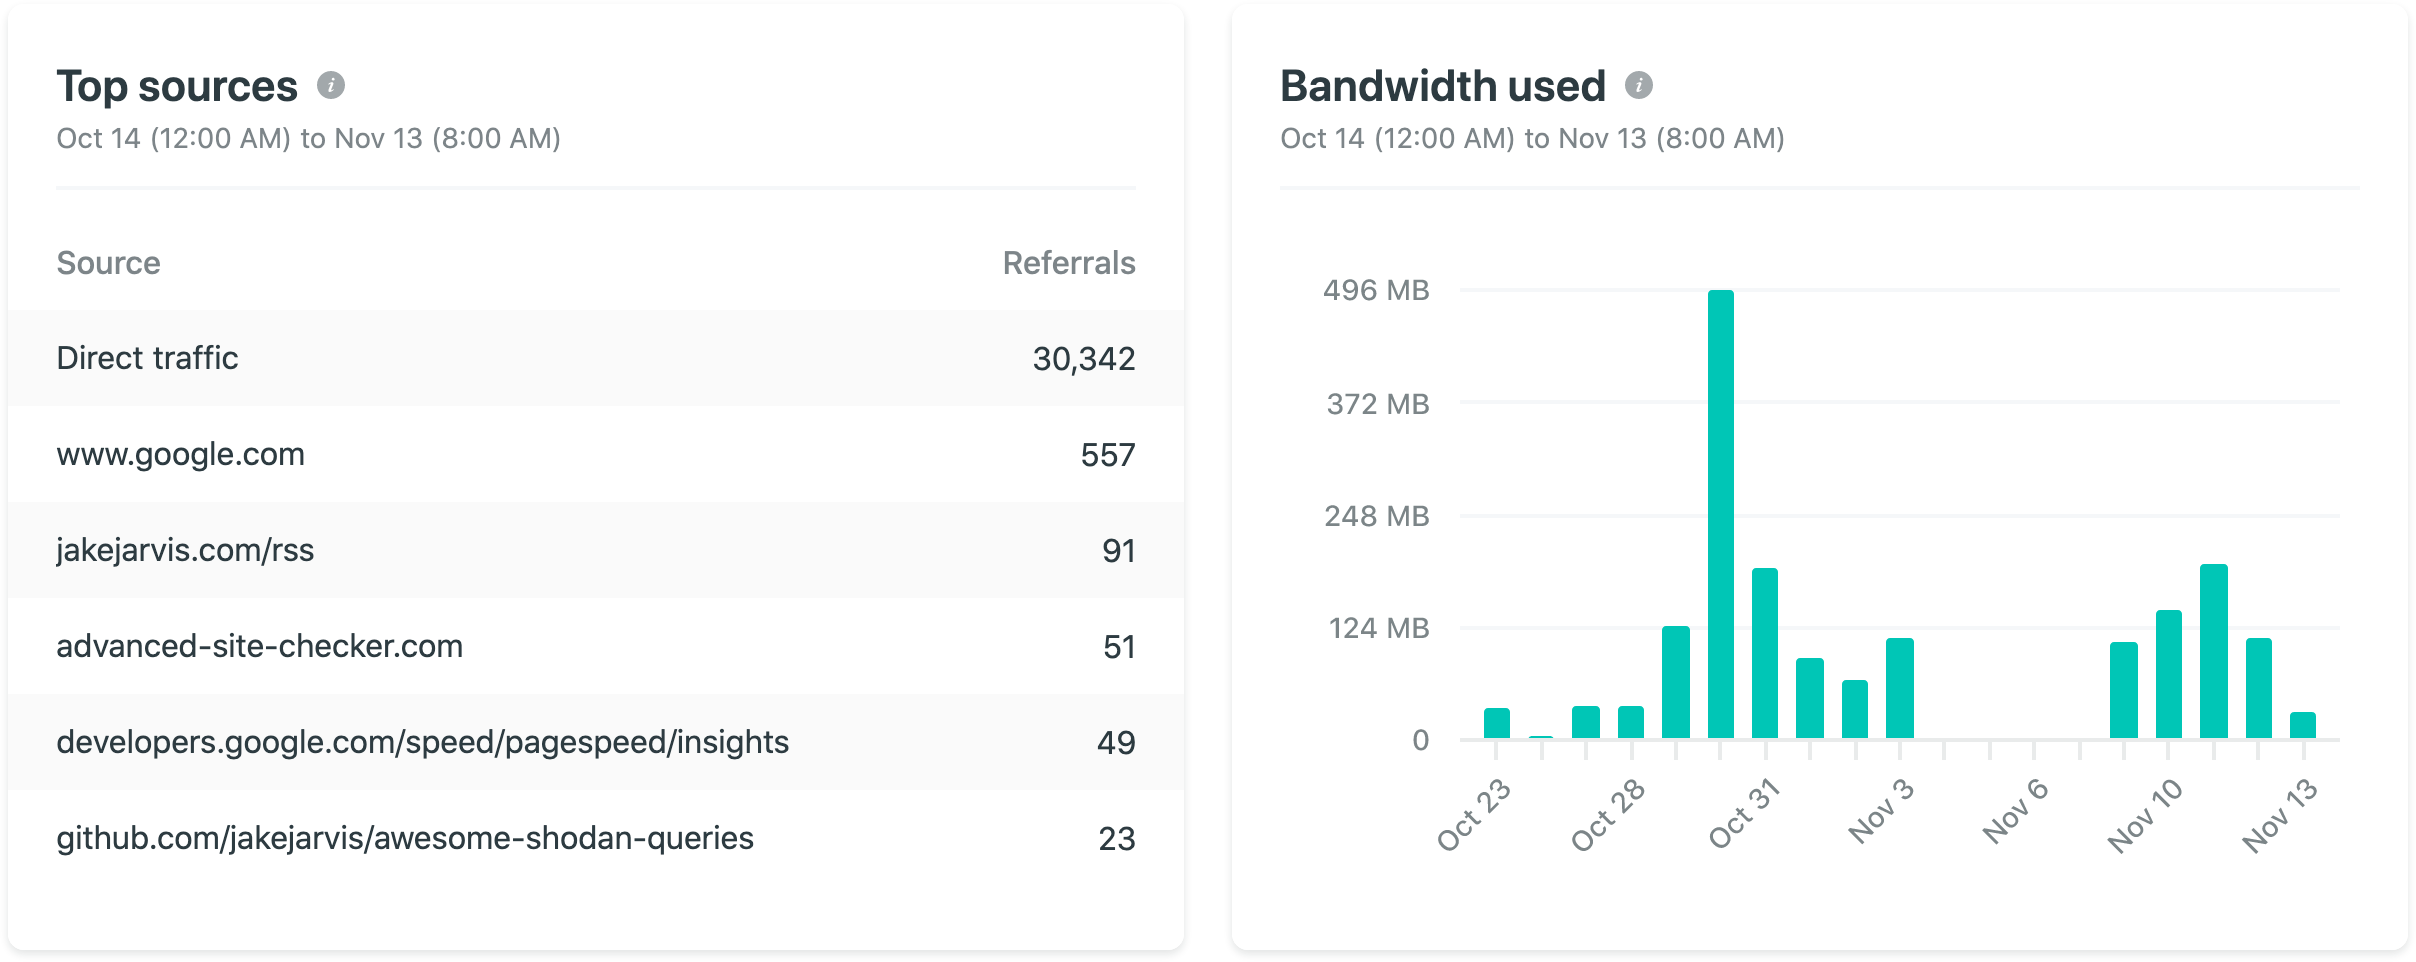 Top sources
Oct 14 (12:00 AM) to Nov 13 (8:00 AM)
Source Referrals
Direct traffic 30,342
www.google.com 557
jakejarvis.com/rss 91
advanced-site-checker.com 51
developers.google.com/speed/pagespeed/insights 49
github.com/jakejarvis/awesome-shodan-queries 23
Bandwidth used
Oct 14 (12:00 AM) to Nov 13 (8:00 AM)
496 MB
372 MB
248 MB
124 MB
0
Oct 23 Oct 28 Oct 31 Nov 3 Nov 6 Nov 10 Nov 13